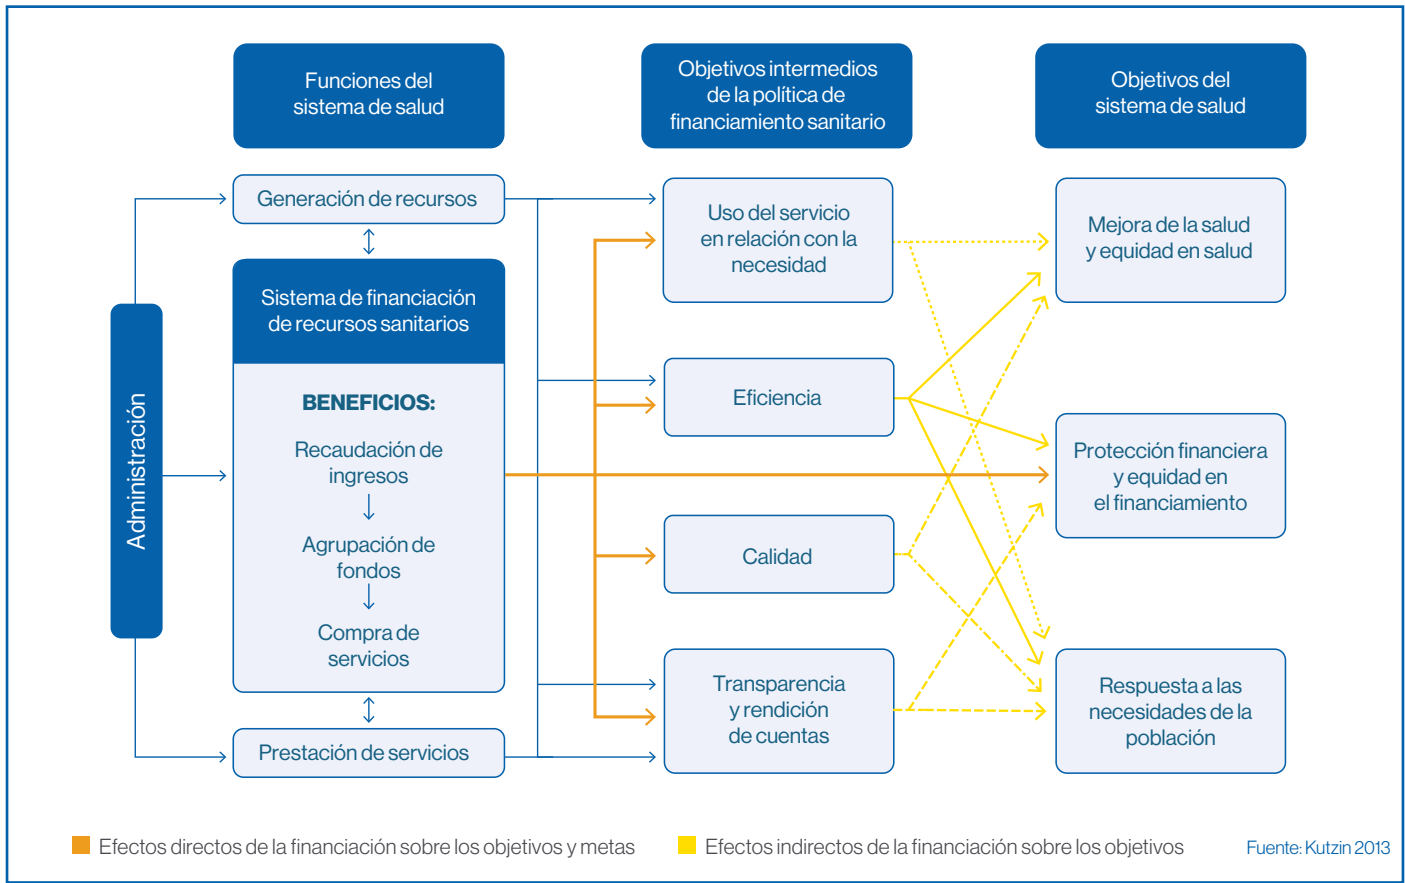 Funciones del
sistema de salud
Objetivos intermedios
de la política de
financiamiento sanitario
Objetivos del
sistema de salud
Administración
Generación de recursos
Sistema de financiación
de recursos sanitarios
BENEFICIOS:
Recaudación de
ingresos
Agrupación de
fondos
Compra de
servicios
Prestación de servicios
Uso del servicio
en relación con la
necesidad
Eficiencia
Calidad
Transparencia
y rendición
de cuentas
Mejora de la salud
y equidad en salud
Protección financiera
y equidad en
el financiamiento
Respuesta a las
necesidades de la
población
Efectos directos de la financiación sobre los objetivos y metas
Efectos indirectos de la financiación sobre los objetivos
Fuente: Kutzin 2013